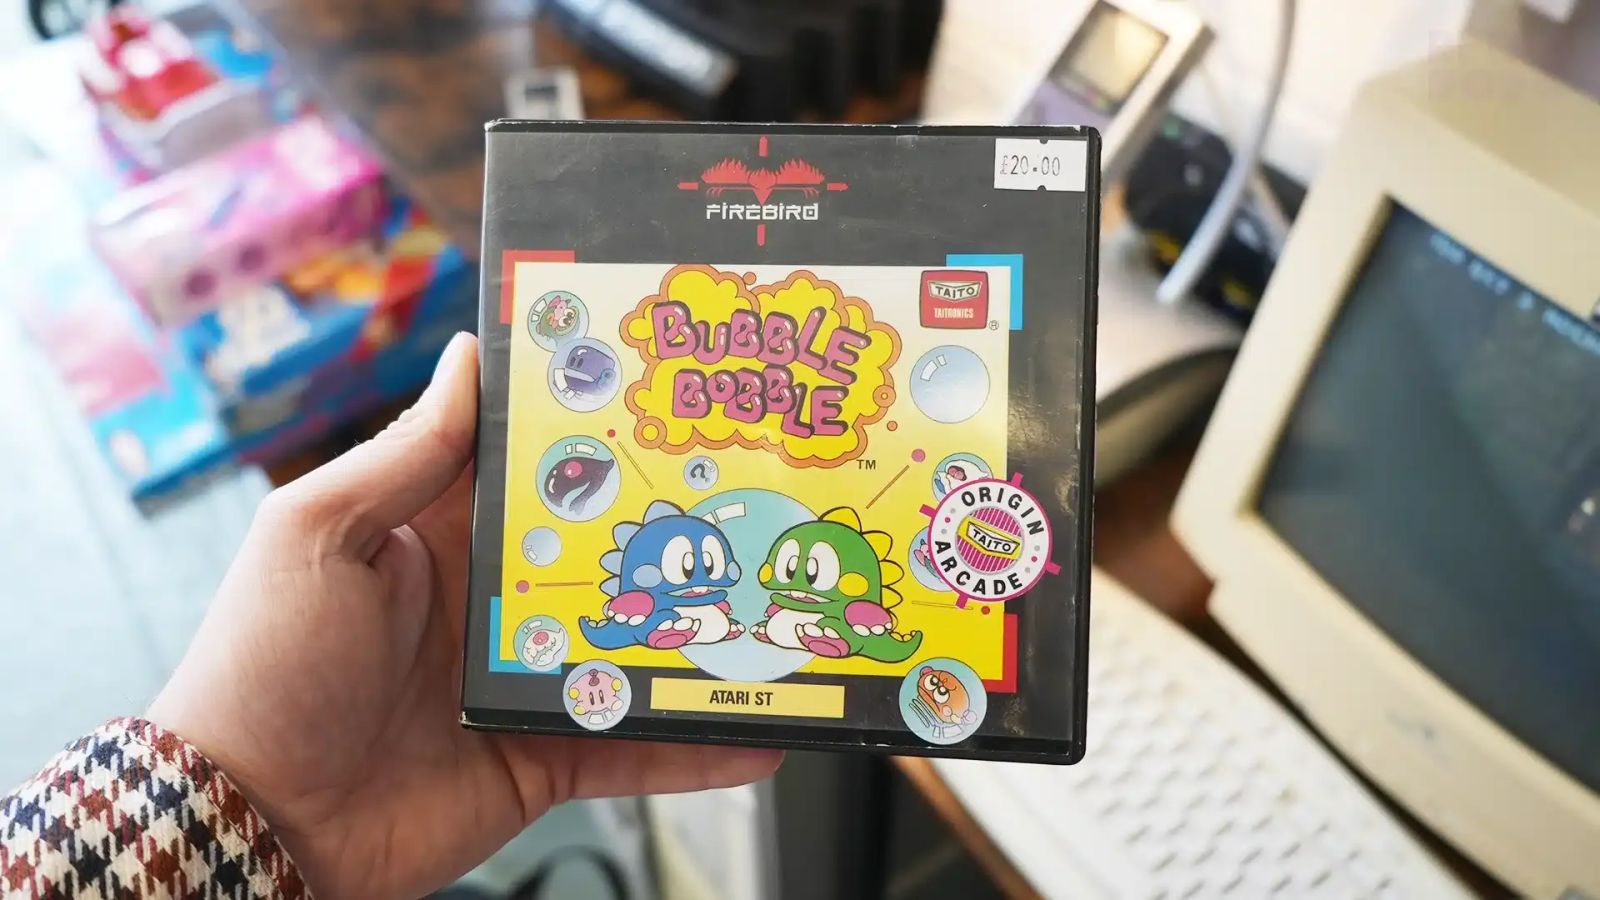 £20.00
FIREBIRD
TAITO
TAITRONICS
®
BUBBLE
BOBBLE
TM
?
ORIGIN
TAITO
ARCADE
ATARI ST